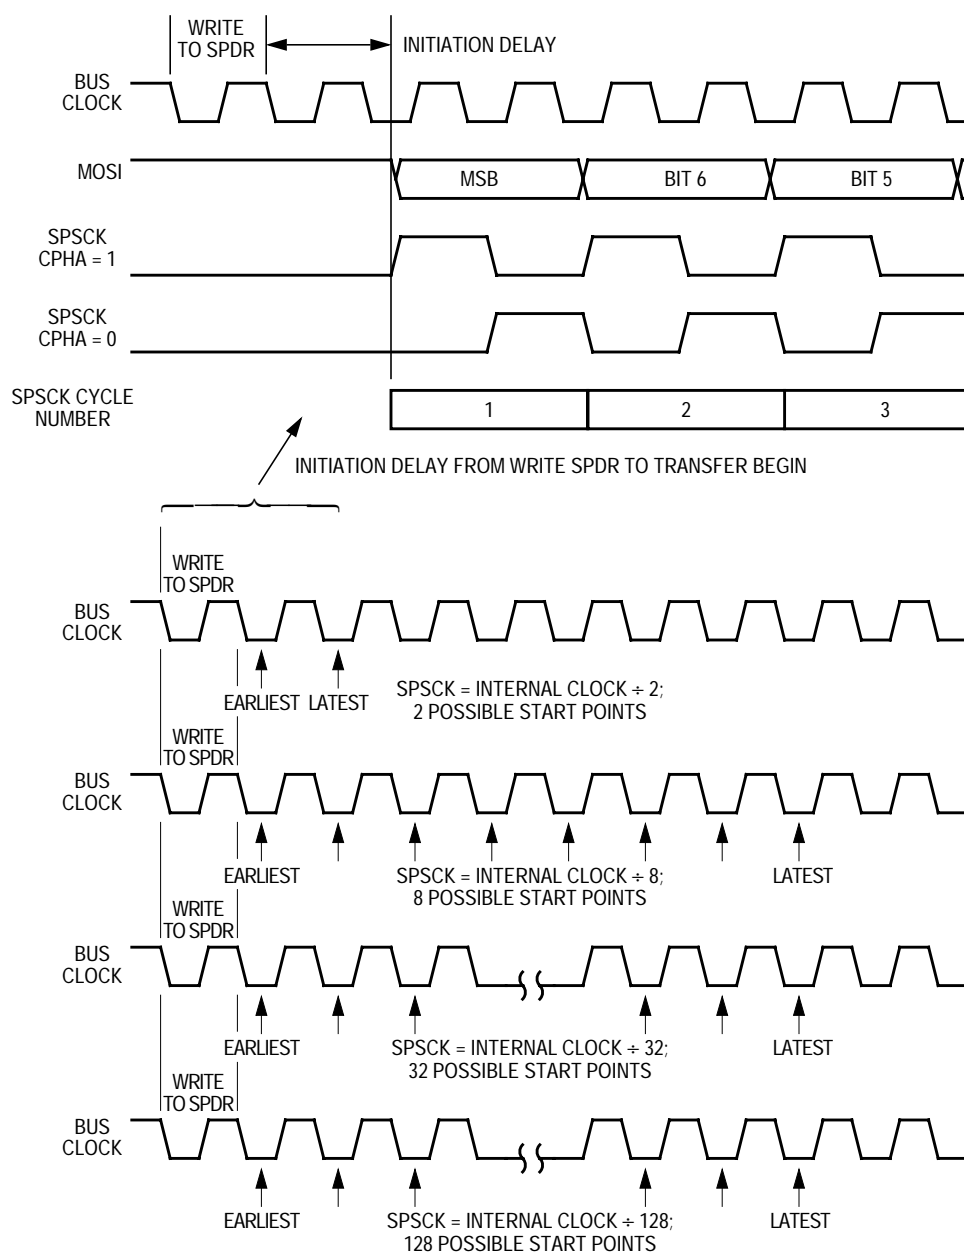 WRITE
TO SPDR
INITIATION DELAY
BUS
CLOCK
MOSI
MSB
BIT 6
BIT 5
SPSCK
CPHA = 1
SPSCK
CPHA = 0
SPSCK CYCLE
NUMBER
1
2
3
INITIATION DELAY FROM WRITE SPDR TO TRANSFER BEGIN
WRITE
TO SPDR
BUS
CLOCK
EARLIEST
LATEST
SPSCK = INTERNAL CLOCK ÷ 2;
2 POSSIBLE START POINTS
WRITE
TO SPDR
BUS
CLOCK
EARLIEST
SPSCK = INTERNAL CLOCK ÷ 8;
8 POSSIBLE START POINTS
LATEST
WRITE
TO SPDR
BUS
CLOCK
EARLIEST
SPSCK = INTERNAL CLOCK ÷ 32;
32 POSSIBLE START POINTS
LATEST
WRITE
TO SPDR
BUS
CLOCK
EARLIEST
SPSCK = INTERNAL CLOCK ÷ 128;
128 POSSIBLE START POINTS
LATEST